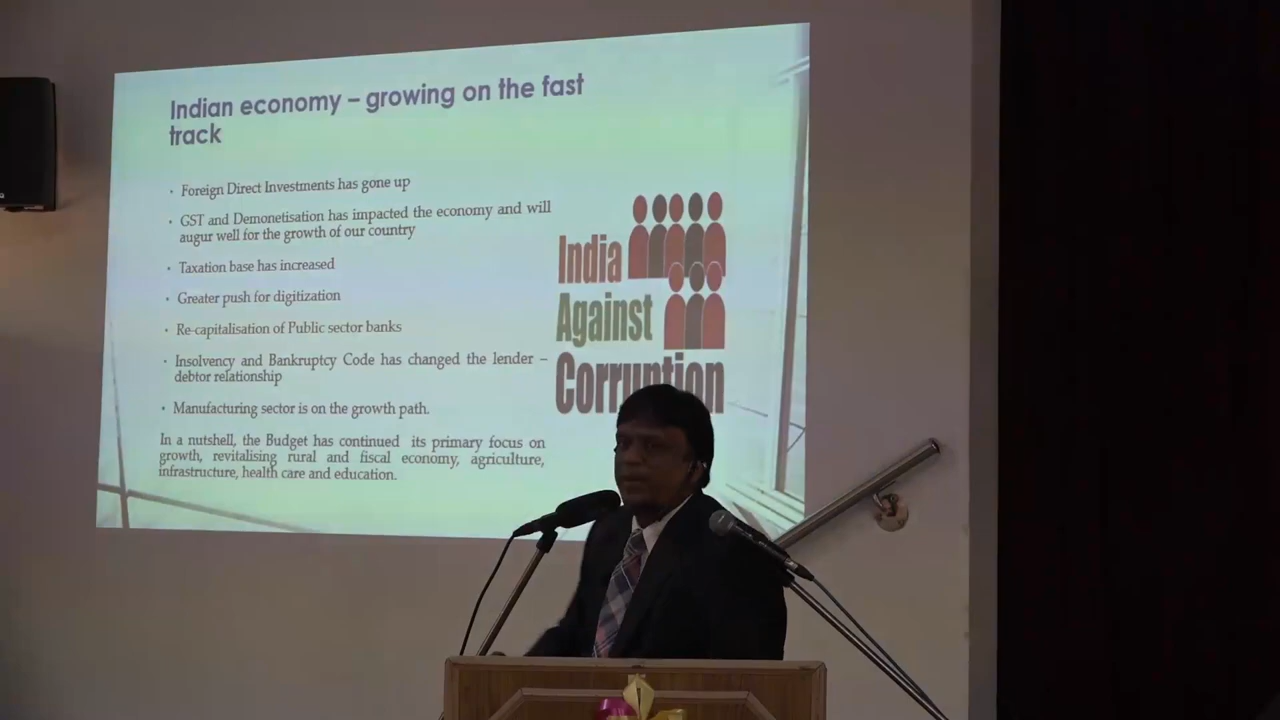 Indian economy – growing on the fast
track
• Foreign Direct Investments has gone up
• GST and Demonetisation has impacted the economy and will
augur well for the growth of our country
• Taxation base has increased
• Greater push for digitization
• Re-capitalisation of Public sector banks
• Insolvency and Bankruptcy Code has changed the lender –
debtor relationship
• Manufacturing sector is on the growth path.
In a nutshell, the Budget has continued its primary focus on
growth, revitalising rural and fiscal economy, agriculture,
infrastructure, health care and education.
India
Against
Corruption